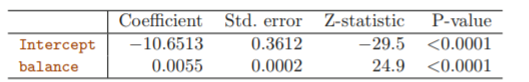 Coefficient Std. error Z-statistic P-value
Intercept −10.6513 0.3612 −29.5 <0.0001
balance 0.0055 0.0002 24.9 <0.0001